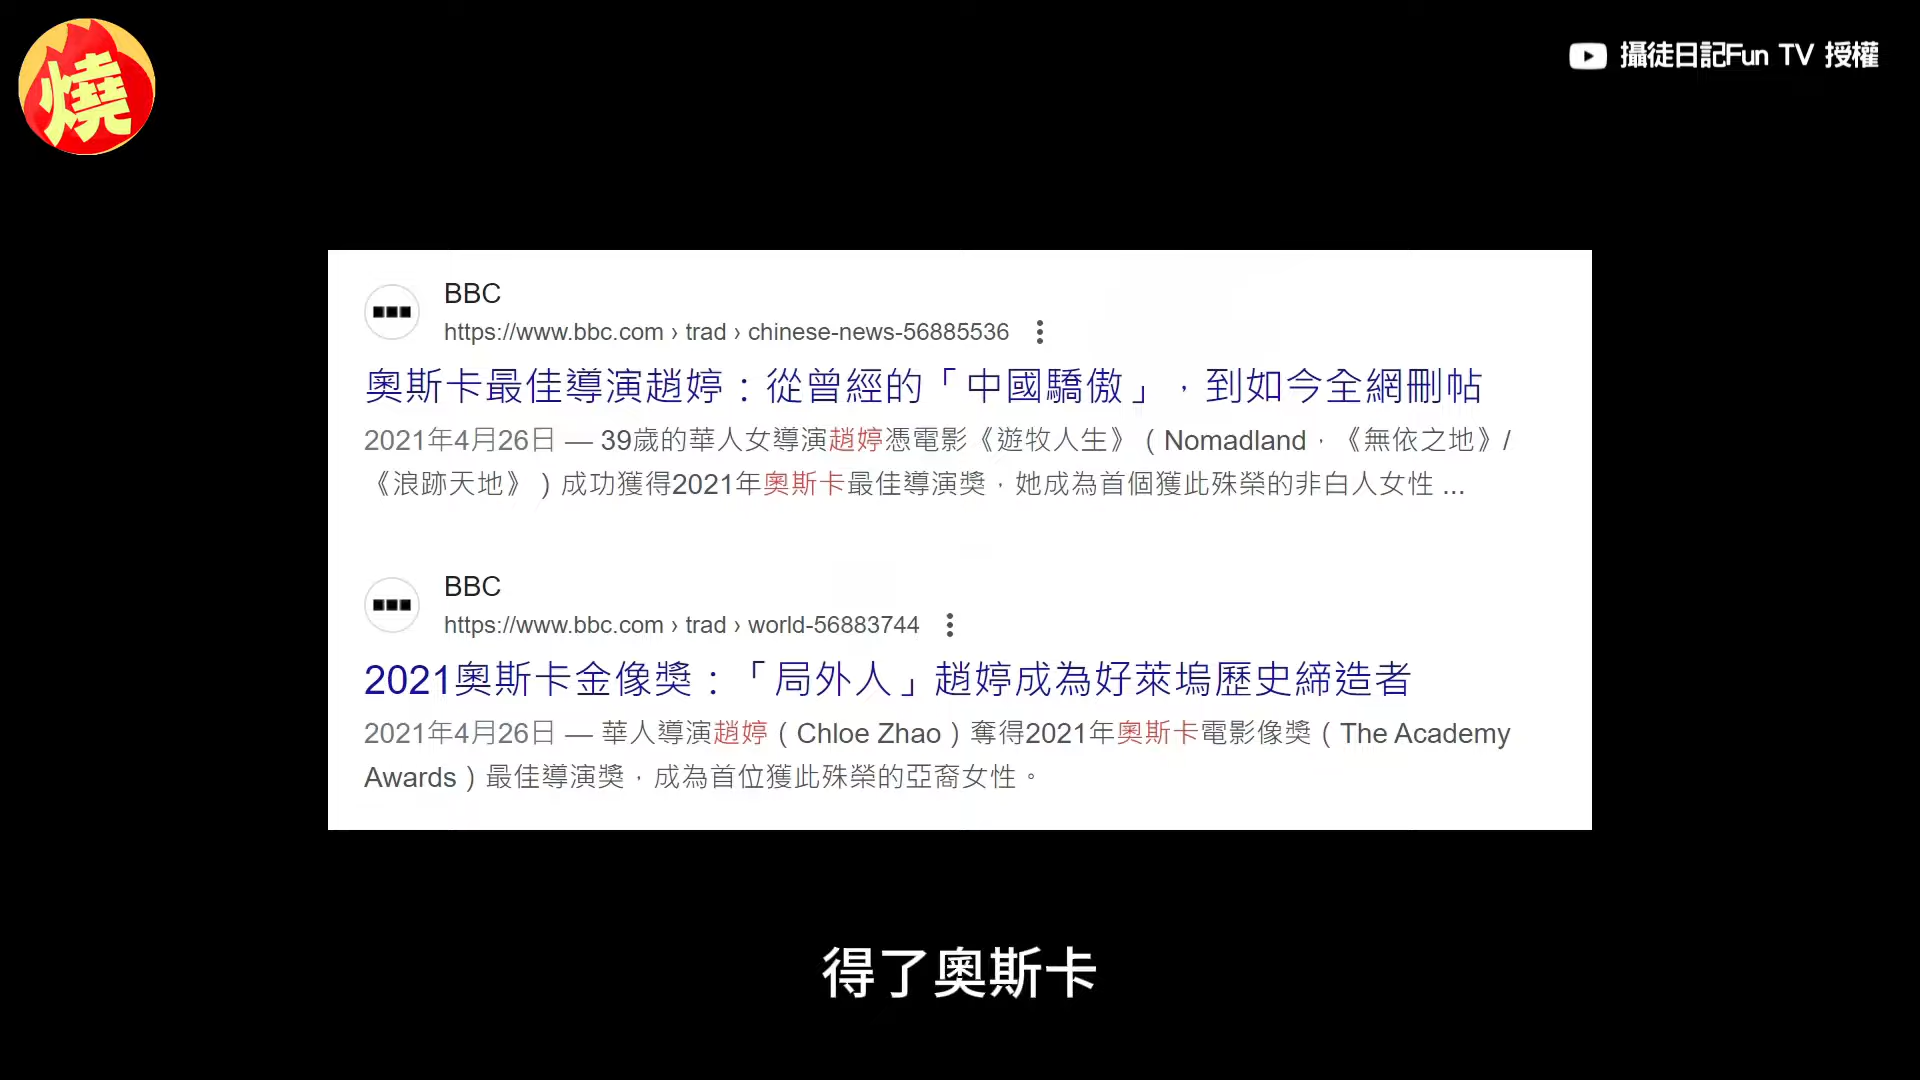 燒
攝徒日記Fun TV 授權
BBC
https://www.bbc.com › trad › chinese-news-56885536
奧斯卡最佳導演趙婷：從曾經的「中國驕傲」，到如今全網刪帖
2021年4月26日 — 39歲的華人女導演趙婷憑電影《遊牧人生》（Nomadland，《無依之地》/
《浪跡天地》）成功獲得2021年奧斯卡最佳導演獎，她成為首個獲此殊榮的非白人女性 ...
BBC
https://www.bbc.com › trad › world-56883744
2021奧斯卡金像獎：「局外人」趙婷成為好萊塢歷史締造者
2021年4月26日 — 華人導演趙婷（Chloe Zhao）奪得2021年奧斯卡電影像獎（The Academy
Awards）最佳導演獎，成為首位獲此殊榮的亞裔女性。
得了奧斯卡